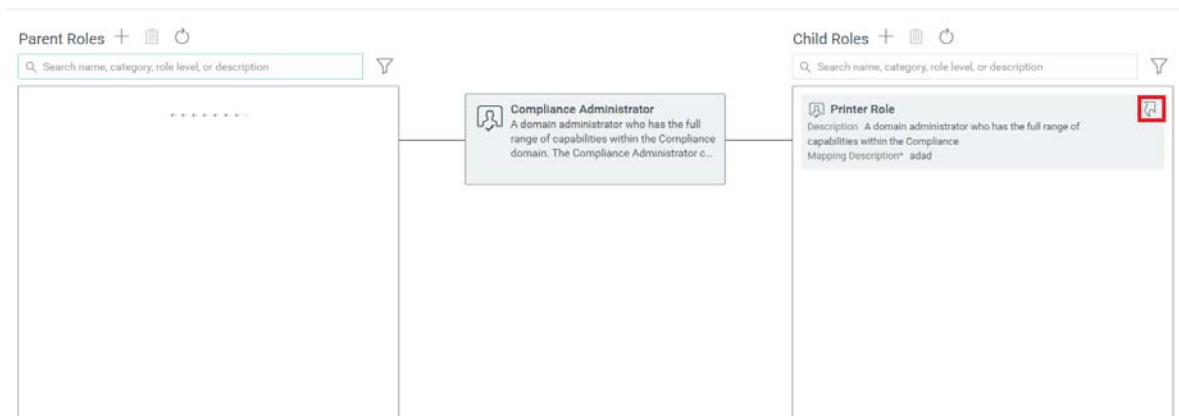 Parent Roles
Search name, category, role level, or description
Compliance Administrator
A domain administrator who has the full
range of capabilities within the Compliance
domain. The Compliance Administrator c...
Child Roles
Search name, category, role level, or description
Printer Role
Description A domain administrator who has the full range of
capabilities within the Compliance
Mapping Description* adad